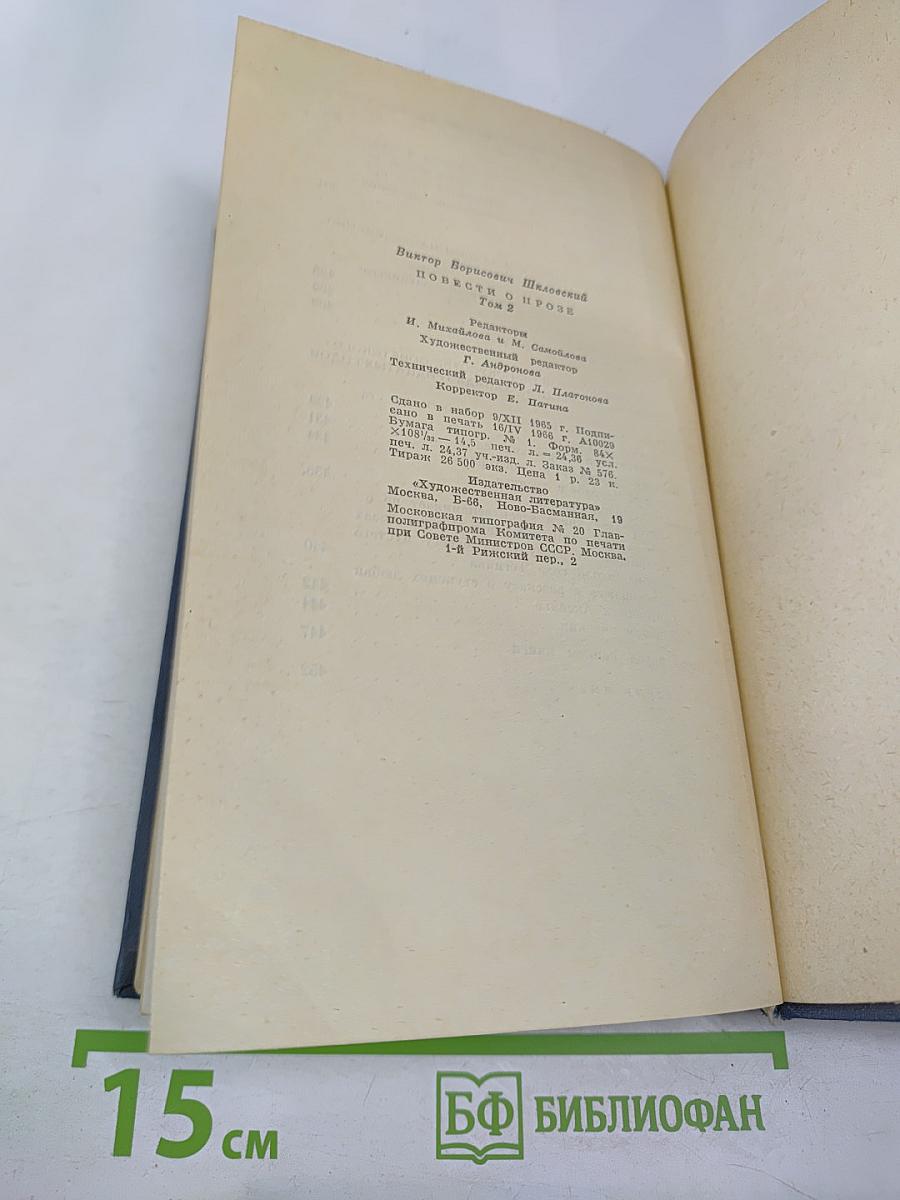 Виктор Борисович Шкловский
ПОВЕСТИ О ПРОЗЕ
Том 2
Редакторы
И. Михайлова и М. Самойлова
Художественный редактор
Г. Андронова
Технический редактор Л. Платонова
Корректор Е. Патина
Сдано в набор 9/XII 1965 г. Подпи-
сано в печать 16/IV 1966 г. А10029
Бумага типогр. № 1. Форм. 84×
×108¹/₃₂ — 14,5 печ. л. = 24,36 усл.
печ. л. 24,37 уч.-изд. л. Заказ № 576.
Тираж 26 500 экз. Цена 1 р. 23 к.
Издательство
«Художественная литература»
Москва, Б-66, Ново-Басманная, 19
Московская типография № 20 Глав-
полиграфпрома Комитета по печати
при Совете Министров СССР. Москва,
1-й Рижский пер., 2
15 см
БФ БИБЛИОФАН